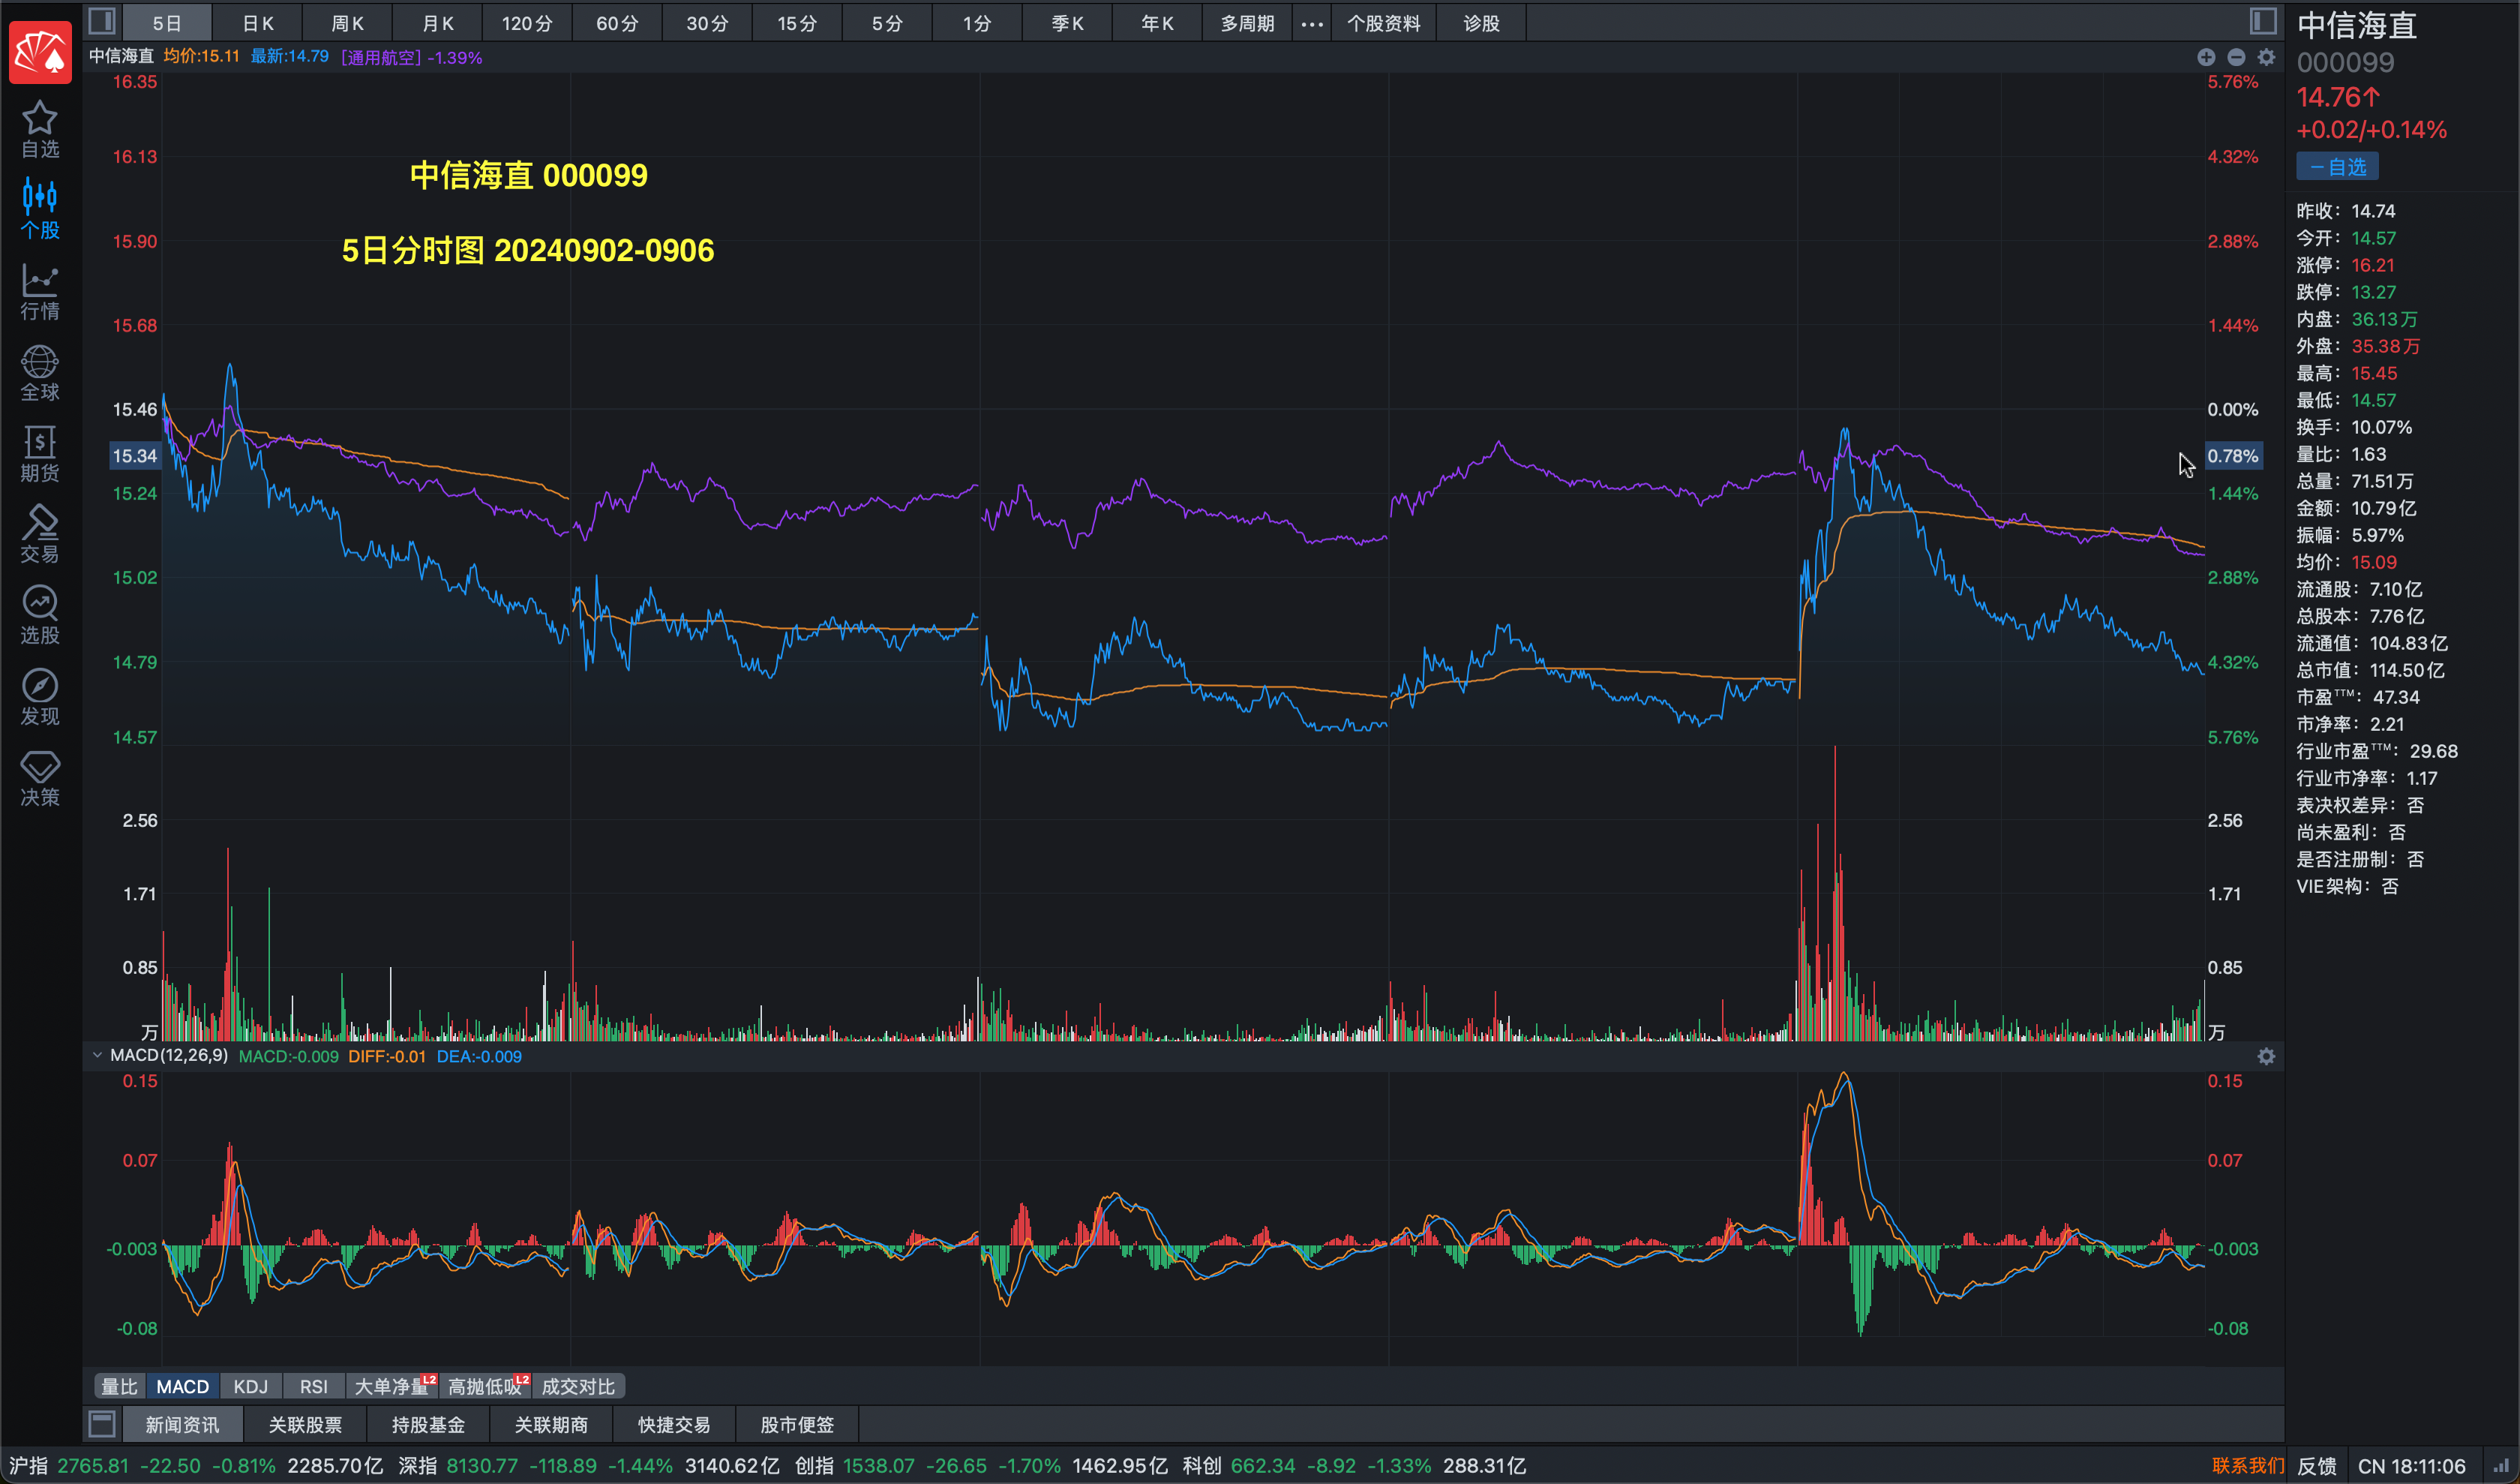 5日 日K 周K 月K 120分 60分 30分 15分 5分 1分 季K 年K 多周期 ••• 个股资料 诊股
中信海直 均价:15.11 最新:14.79 [通用航空] -1.39%
自选
个股
行情
全球
期货
交易
选股
发现
决策
中信海直 000099
5日分时图 20240902-0906
16.35 5.76%
16.13 4.32%
15.90 2.88%
15.68 1.44%
15.46 0.00%
15.34 0.78%
15.24 1.44%
15.02 2.88%
14.79 4.32%
14.57 5.76%
2.56 2.56
1.71 1.71
0.85 0.85
万 万
MACD(12,26,9) MACD:-0.009 DIFF:-0.01 DEA:-0.009
0.15 0.15
0.07 0.07
-0.003 -0.003
-0.08 -0.08
量比 MACD KDJ RSI 大单净量 L2 高抛低吸 L2 成交对比
新闻资讯 关联股票 持股基金 关联期商 快捷交易 股市便签
中信海直
000099
14.76↑
+0.02/+0.14%
－自选
昨收：14.74
今开：14.57
涨停：16.21
跌停：13.27
内盘：36.13万
外盘：35.38万
最高：15.45
最低：14.57
换手：10.07%
量比：1.63
总量：71.51万
金额：10.79亿
振幅：5.97%
均价：15.09
流通股：7.10亿
总股本：7.76亿
流通值：104.83亿
总市值：114.50亿
市盈™：47.34
市净率：2.21
行业市盈™：29.68
行业市净率：1.17
表决权差异：否
尚未盈利：否
是否注册制：否
VIE架构：否
沪指 2765.81 -22.50 -0.81% 2285.70亿 深指 8130.77 -118.89 -1.44% 3140.62亿 创指 1538.07 -26.65 -1.70% 1462.95亿 科创 662.34 -8.92 -1.33% 288.31亿 联系我们 反馈 CN 18:11:06